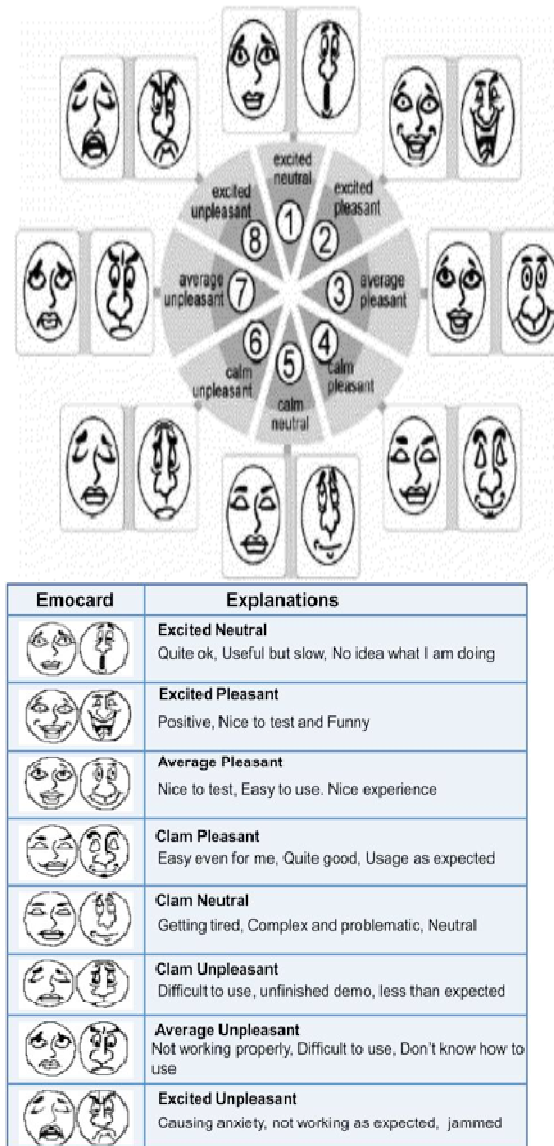 excited
neutral
1
excited
pleasant
2
average
pleasant
3
calm
pleasant
4
calm
neutral
5
calm
unpleasant
6
average
unpleasant
7
excited
unpleasant
8
Emocard Explanations
Excited Neutral
Quite ok, Useful but slow, No idea what I am doing
Excited Pleasant
Positive, Nice to test and Funny
Average Pleasant
Nice to test, Easy to use. Nice experience
Clam Pleasant
Easy even for me, Quite good, Usage as expected
Clam Neutral
Getting tired, Complex and problematic, Neutral
Clam Unpleasant
Difficult to use, unfinished demo, less than expected
Average Unpleasant
Not working properly, Difficult to use, Don't know how to
use
Excited Unpleasant
Causing anxiety, not working as expected, jammed